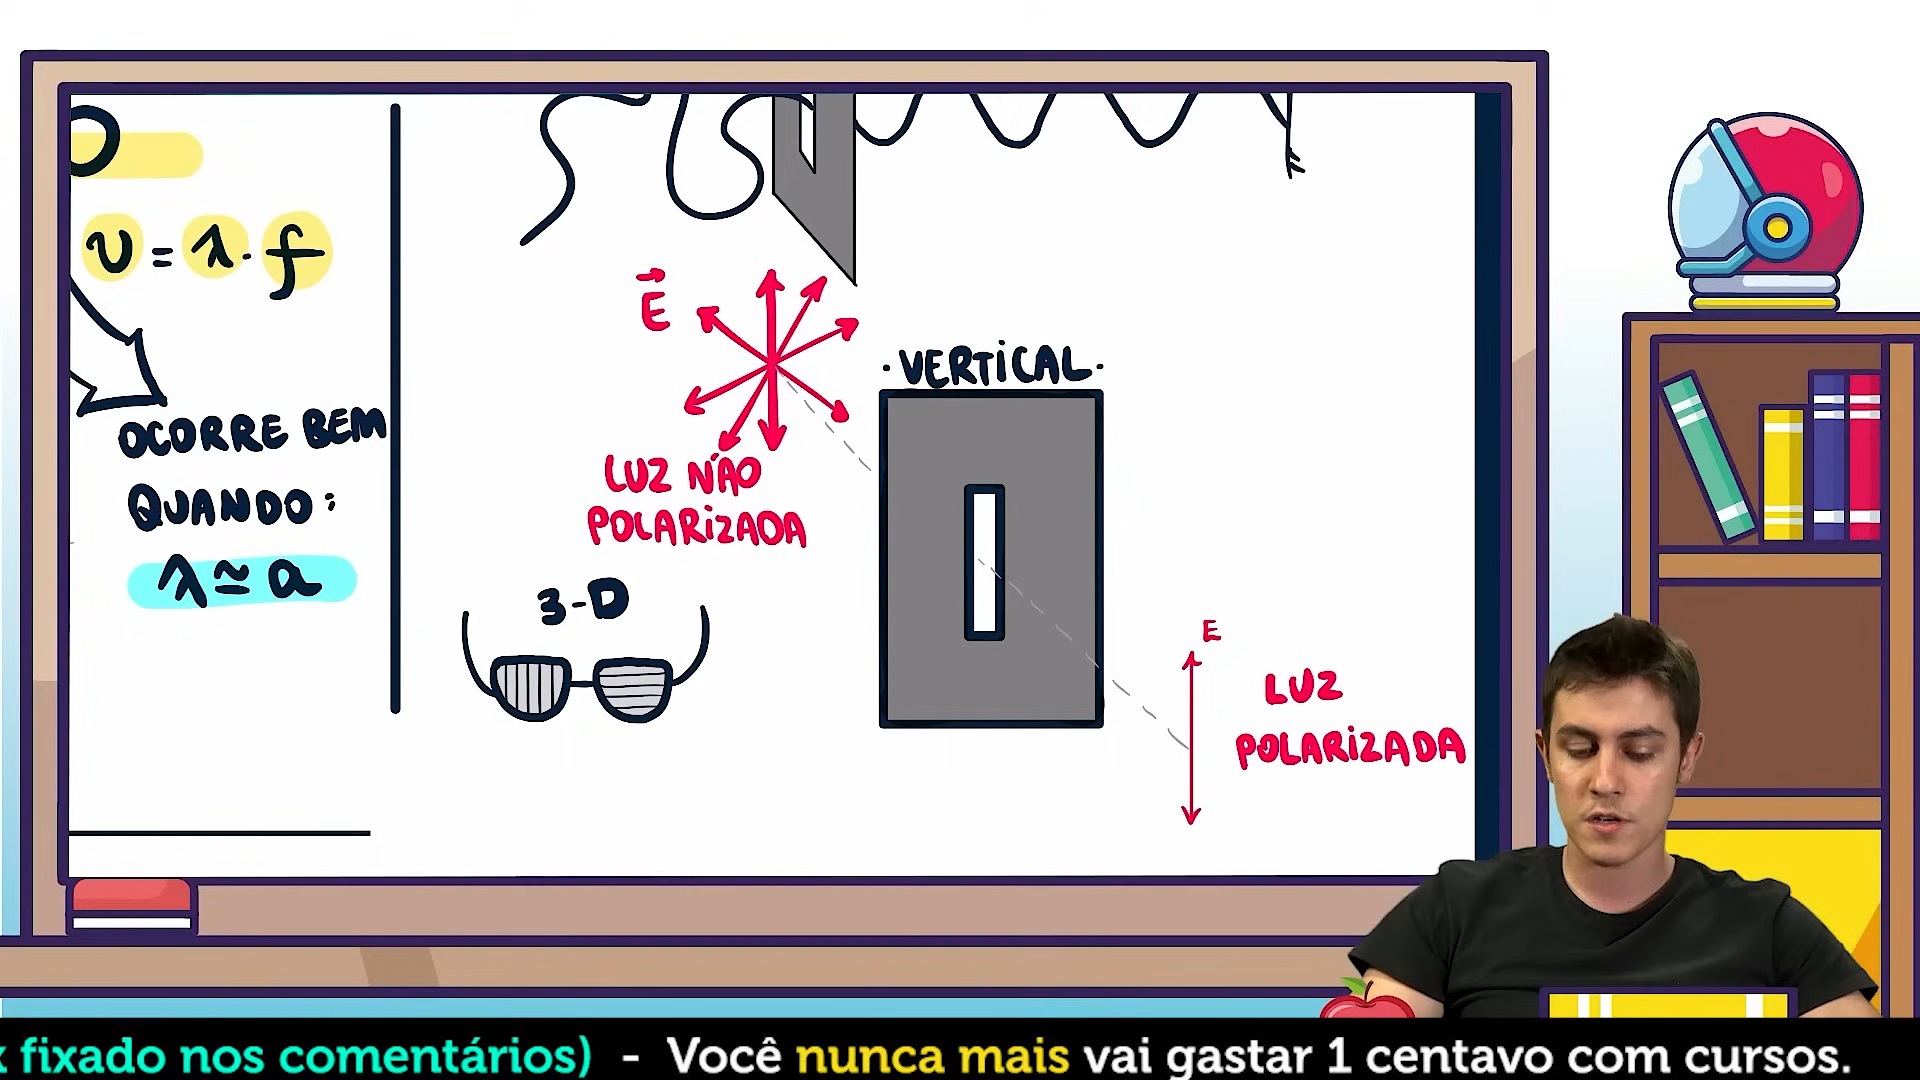 O
v = λ. f
OCORRE BEM
QUANDO:
λ ≃ a
E
·VERTICAL·
LUZ NÃO
POLARIZADA
3-D
E
LUZ
POLARIZADA
fixado nos comentários) - Você nunca mais vai gastar 1 centavo com cursos.